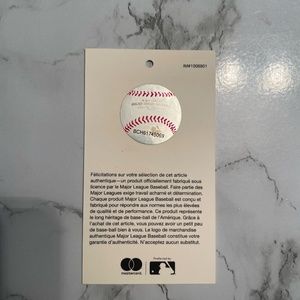 BCH61749069
Félicitations sur votre sélection de cet article
authentique—un produit officiellement fabriqué sous
licence par le Major League Baseball. Faire partie des
Major Leagues exige travail acharné et détermination.
Chaque produit Major League Baseball est conçu et
fabriqué pour répondre aux normes les plus élevées
de qualité et de performance. Ce produit représente
le long héritage de base-ball de l'Amérique. Grâce à
l'achat de cet article, vous pouvez avoir un petit peu
de base-ball bien à vous. Le logo de marchandise
authentique Major League Baseball constitue votre
garantie d'authenticité. N'acceptez aucun substitut.
mastercard